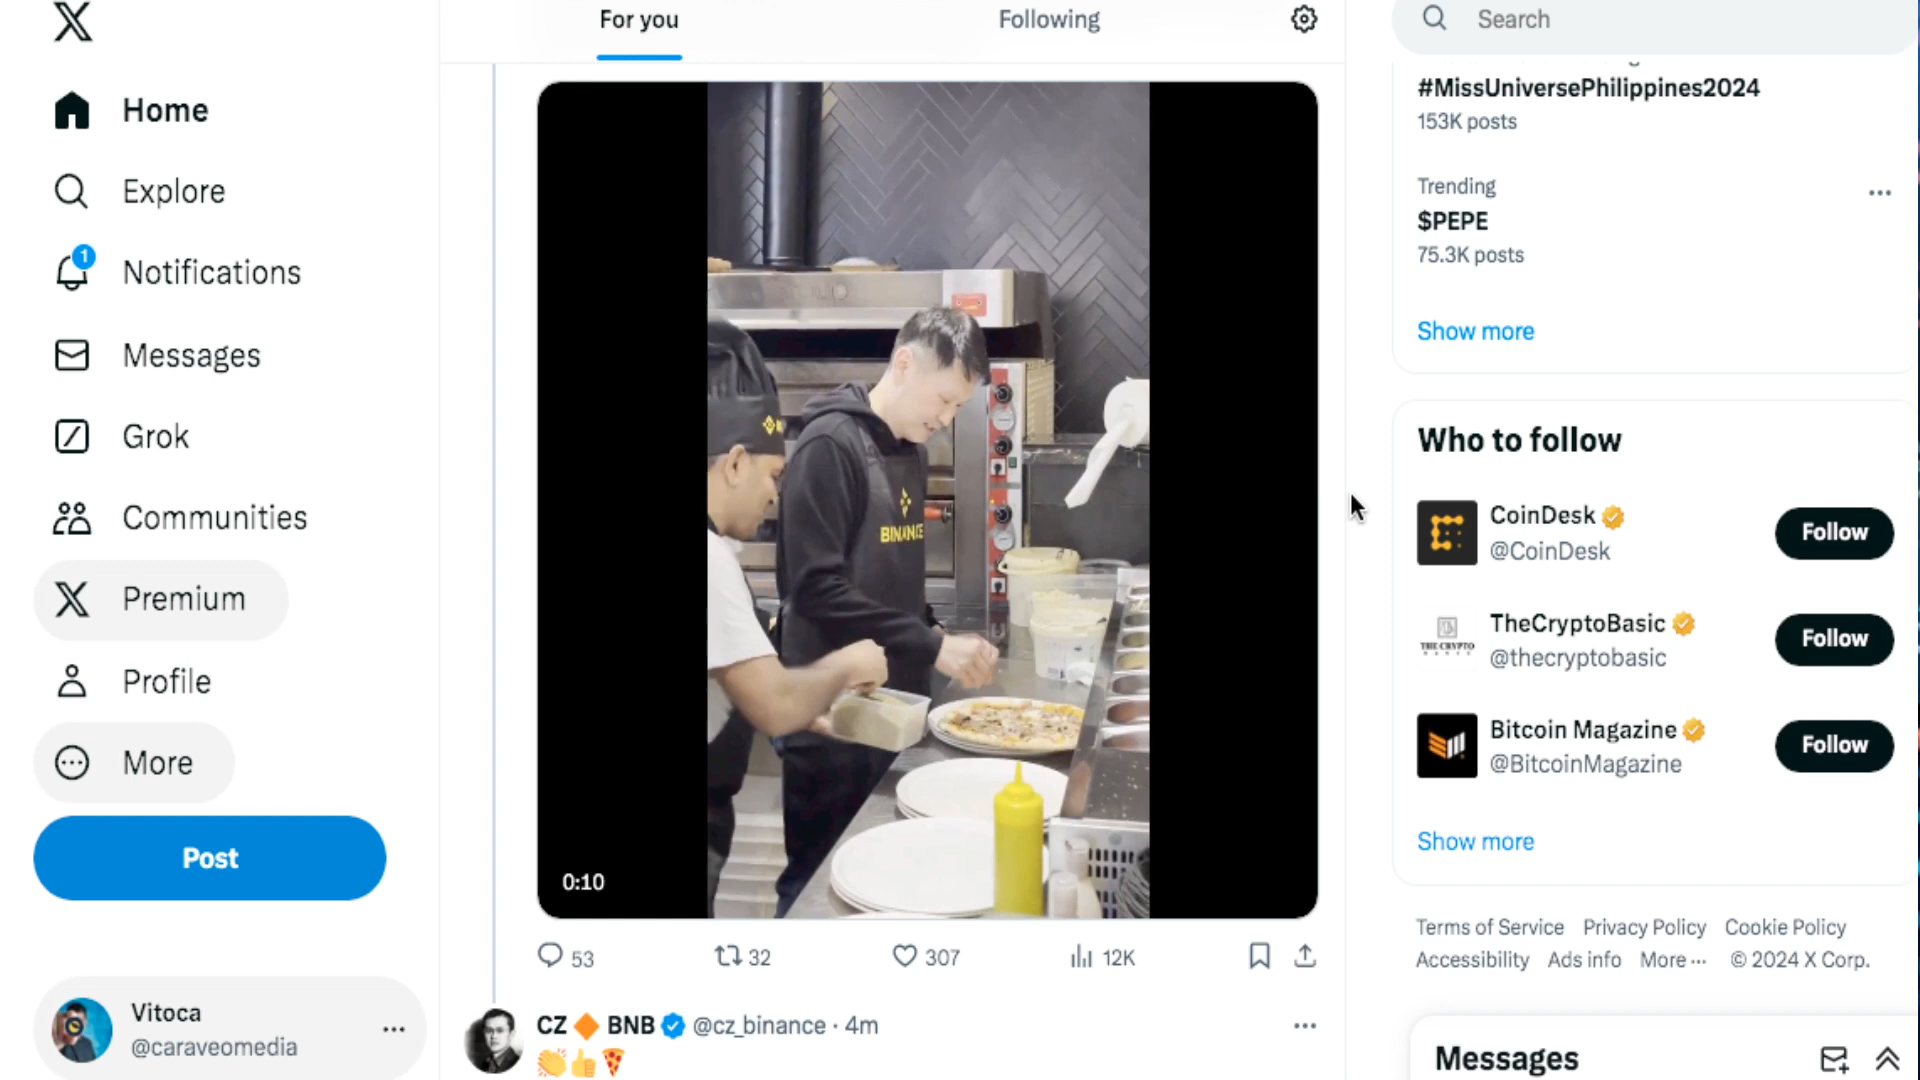 Home
Explore
1
Notifications
Messages
Grok
Communities
Premium
Profile
More
Post
Vitoca
@caraveomedia
For you
Following
BINANCE
0:10
53
32
307
12K
CZ 🔶 BNB @cz_binance · 4m
👏👍🍕
Search
#MissUniversePhilippines2024
153K posts
Trending
$PEPE
75.3K posts
Show more
Who to follow
CoinDesk
@CoinDesk
Follow
THE CRYPTO
TheCryptoBasic
@thecryptobasic
Follow
Bitcoin Magazine
@BitcoinMagazine
Follow
Show more
Terms of Service Privacy Policy Cookie Policy
Accessibility Ads info More ··· © 2024 X Corp.
Messages